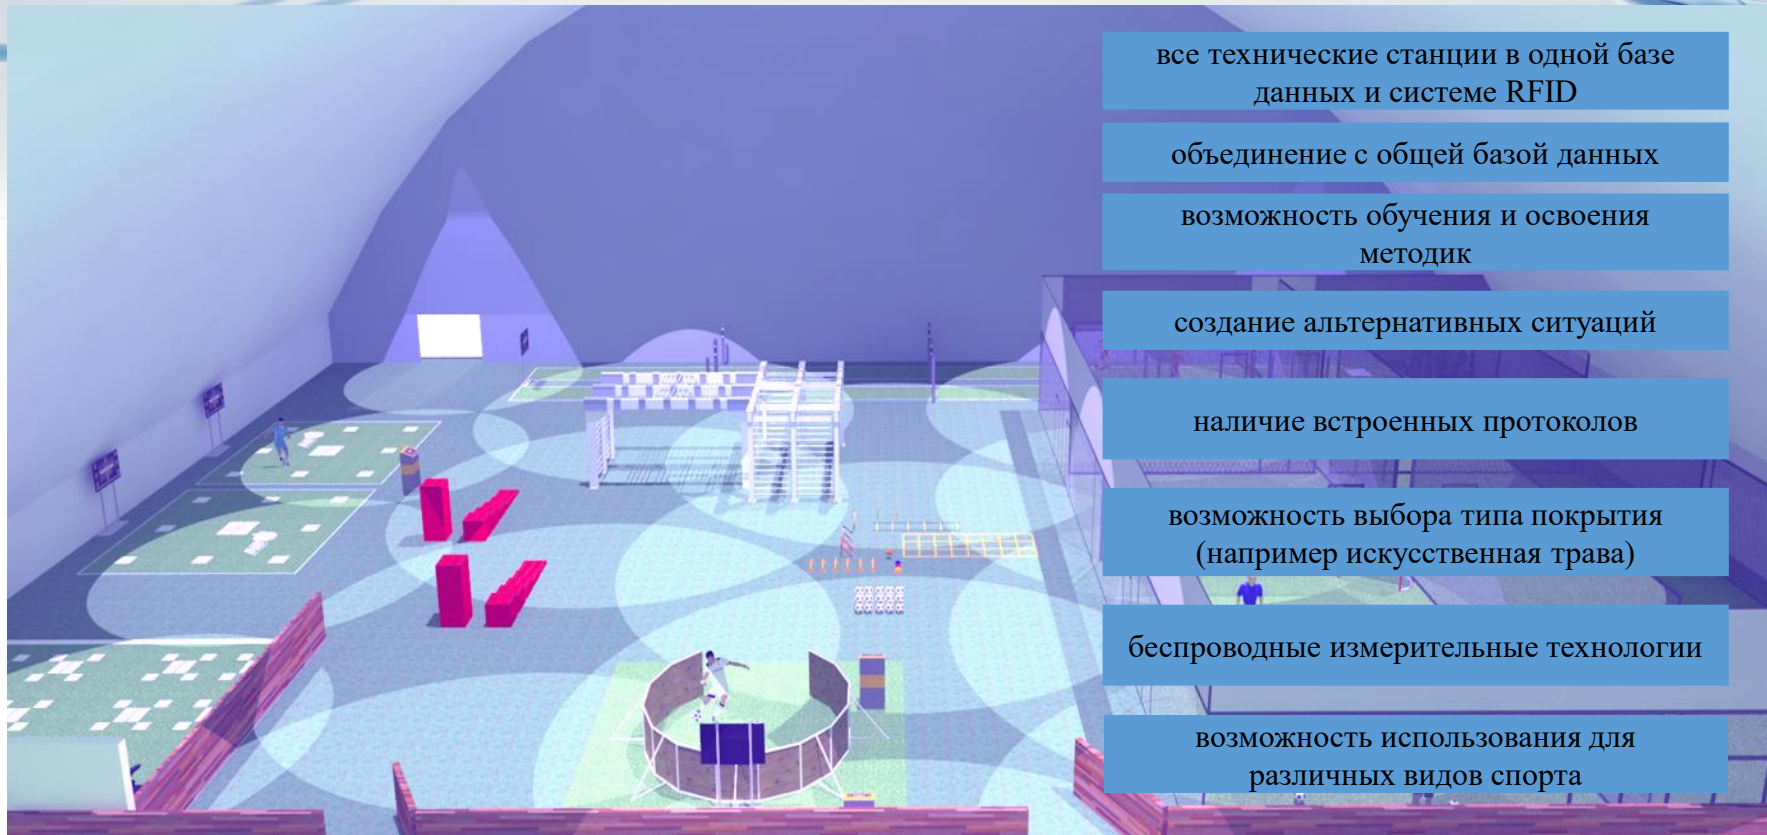 все технические станции в одной базе
данных и системе RFID
объединение с общей базой данных
возможность обучения и освоения
методик
создание альтернативных ситуаций
наличие встроенных протоколов
возможность выбора типа покрытия
(например искусственная трава)
беспроводные измерительные технологии
возможность использования для
различных видов спорта